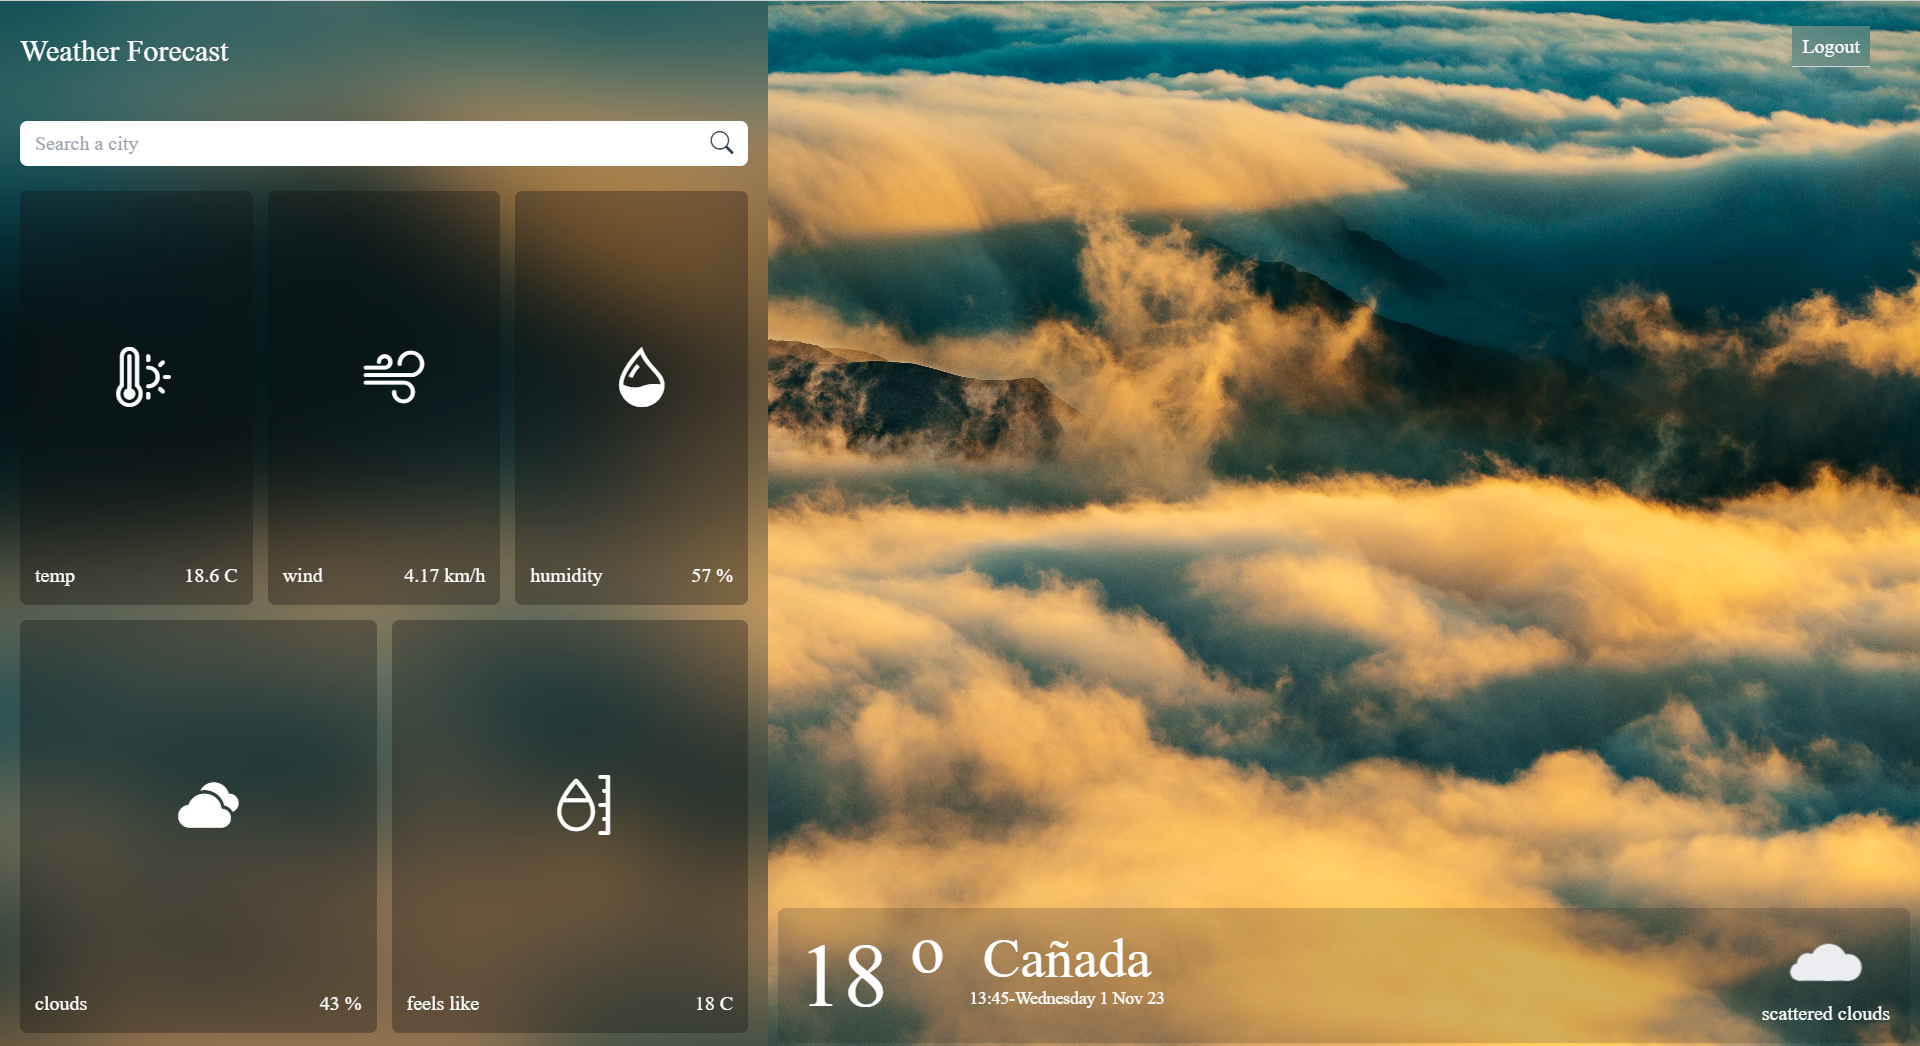 Weather Forecast
Logout
Search a city
temp 18.6 C
wind 4.17 km/h
humidity 57 %
clouds 43 %
feels like 18 C
18 º
Cañada
13:45-Wednesday 1 Nov 23
scattered clouds